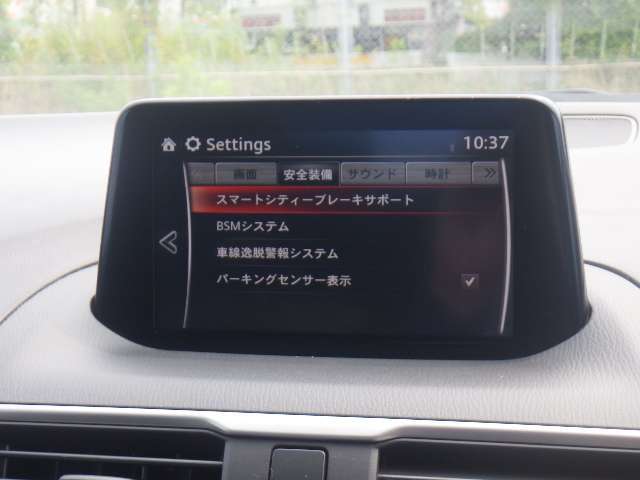 Settings 10:37
画面 安全装備 サウンド 時計
スマートシティーブレーキサポート
BSMシステム
車線逸脱警報システム
パーキングセンサー表示